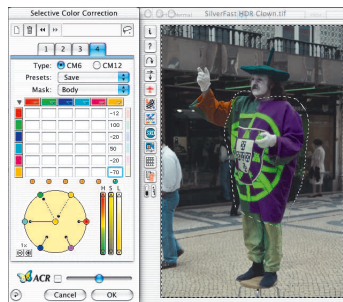 Selective Color Correction
SilverFast HDR Clown.tif
1 2 3 4
Type: CM6 CM12
Presets: Save
Mask: Body
-12
100
-20
50
-20
-70
H S L
1x
ACR
Cancel OK
i
?